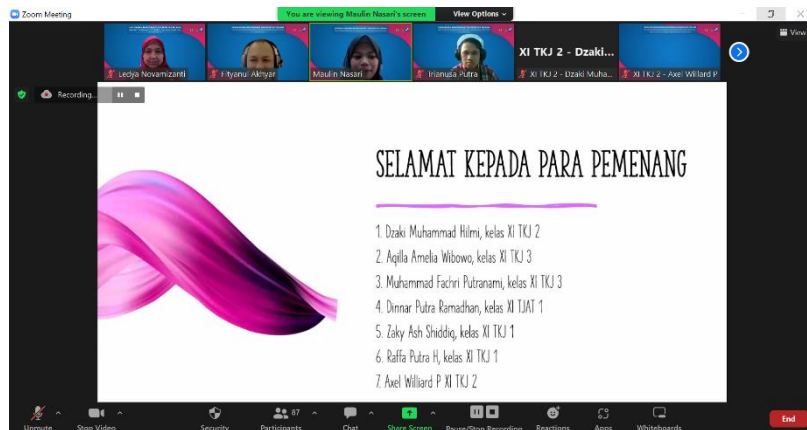 Zoom Meeting
You are viewing Maulin Nasari's screen
View Options
View
Ledya Novamizanti
Fityanul Akhyar
Maulin Nasari
Irianusa Putra
XI TKJ 2 - Dzaki...
XI TKJ 2 - Dzaki Muha...
XI TKJ 2 - Axel Willard P
Recording...
SELAMAT KEPADA PARA PEMENANG
1. Dzaki Muhammad Hilmi, kelas XI TKJ 2
2. Aqilla Amelia Wibowo, kelas XI TKJ 3
3. Muhammad Fachri Putranami, kelas XI TKJ 3
4. Dinnar Putra Ramadhan, kelas XI TJAT 1
5. Zaky Ash Shiddiq, kelas XI TKJ 1
6. Raffa Putra H, kelas XI TKJ 1
7. Axel Williard P XI TKJ 2
Unmute
Stop Video
Security
87
Participants
Chat
Share Screen
Pause/Stop Recording
Reactions
Apps
Whiteboards
End